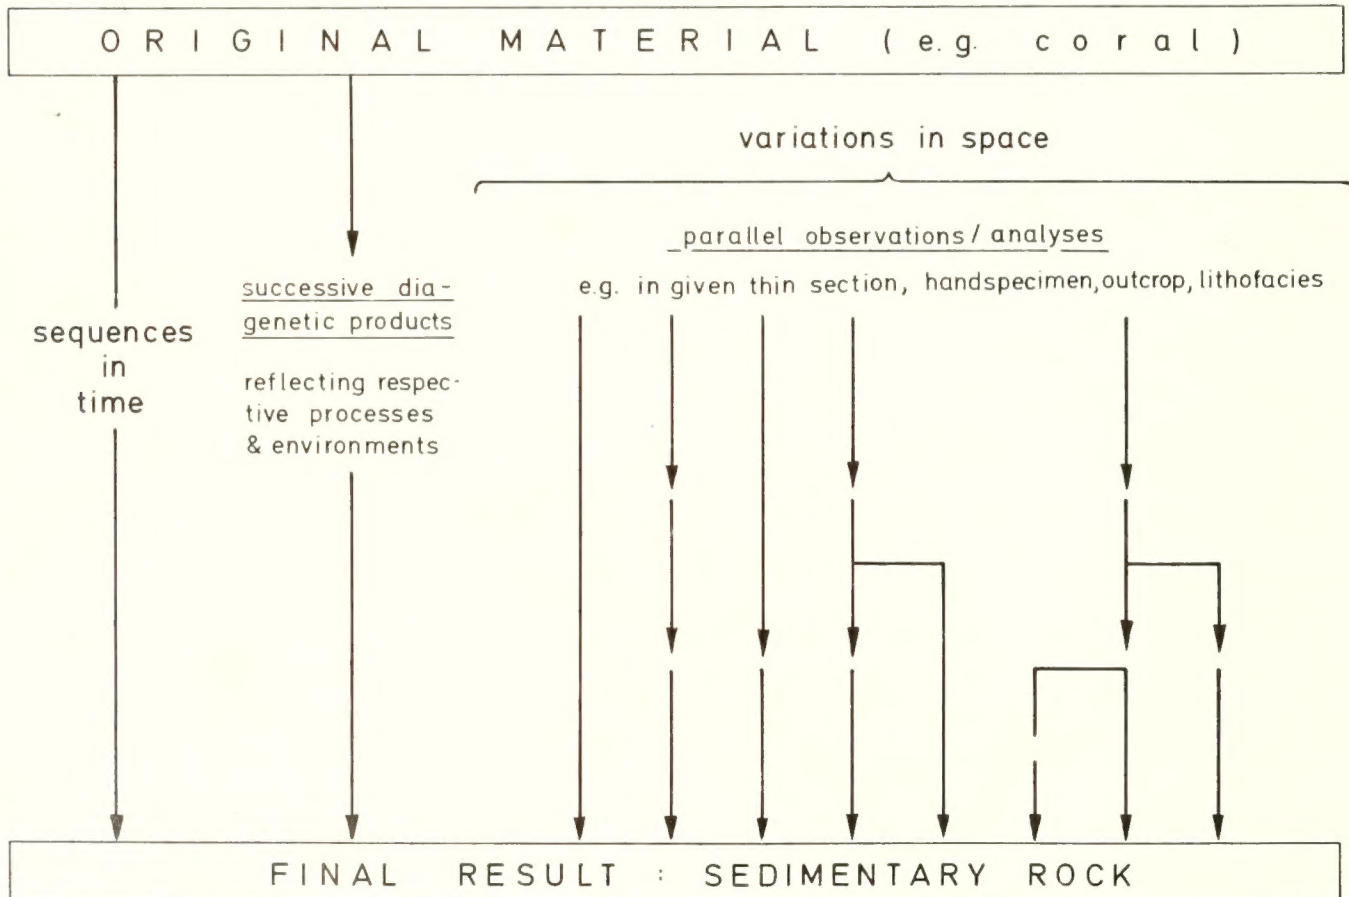 ORIGINAL MATERIAL (e.g. coral)
variations in space
parallel observations / analyses
e.g. in given thin section, handspecimen, outcrop, lithofacies
successive dia-
genetic products
reflecting respec-
tive processes
& environments
sequences
in
time
FINAL RESULT : SEDIMENTARY ROCK